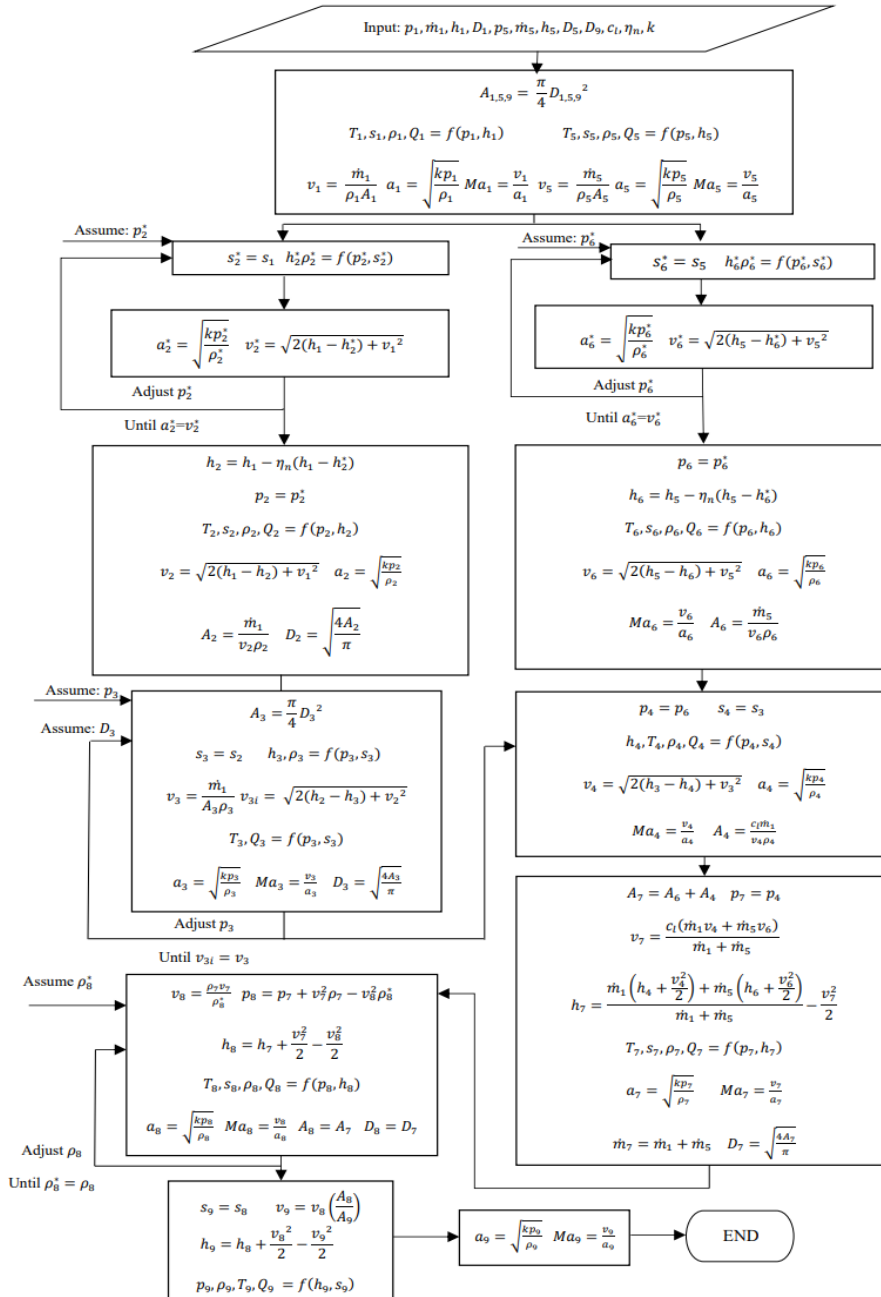 Input: p₁, ṁ₁, h₁, D₁, p₅, ṁ₅, h₅, D₅, D₉, c_l, η_n, k
A₁,₅,₉ = π/4 D₁,₅,₉²
T₁, s₁, ρ₁, Q₁ = f(p₁, h₁) T₅, s₅, ρ₅, Q₅ = f(p₅, h₅)
v₁ = ṁ₁/(ρ₁A₁) a₁ = √(kp₁/ρ₁) Ma₁ = v₁/a₁ v₅ = ṁ₅/(ρ₅A₅) a₅ = √(kp₅/ρ₅) Ma₅ = v₅/a₅
Assume: p₂*
s₂* = s₁ h₂*ρ₂* = f(p₂*, s₂*)
a₂* = √(kp₂*/ρ₂*) v₂* = √(2(h₁ − h₂*) + v₁²)
Adjust p₂*
Until a₂*=v₂*
Assume: p₆*
s₆* = s₅ h₆*ρ₆* = f(p₆*, s₆*)
a₆* = √(kp₆*/ρ₆*) v₆* = √(2(h₅ − h₆*) + v₅²)
Adjust p₆*
Until a₆*=v₆*
h₂ = h₁ − η_n(h₁ − h₂*)
p₂ = p₂*
T₂, s₂, ρ₂, Q₂ = f(p₂, h₂)
v₂ = √(2(h₁ − h₂) + v₁²) a₂ = √(kp₂/ρ₂)
A₂ = ṁ₁/(v₂ρ₂) D₂ = √(4A₂/π)
p₆ = p₆*
h₆ = h₅ − η_n(h₅ − h₆*)
T₆, s₆, ρ₆, Q₆ = f(p₆, h₆)
v₆ = √(2(h₅ − h₆) + v₅²) a₆ = √(kp₆/ρ₆)
Ma₆ = v₆/a₆ A₆ = ṁ₅/(v₆ρ₆)
Assume: p₃
Assume: D₃
A₃ = π/4 D₃²
s₃ = s₂ h₃, ρ₃ = f(p₃, s₃)
v₃ = ṁ₁/(A₃ρ₃) v₃ᵢ = √(2(h₂ − h₃) + v₂²)
T₃, Q₃ = f(p₃, s₃)
a₃ = √(kp₃/ρ₃) Ma₃ = v₃/a₃ D₃ = √(4A₃/π)
Adjust p₃
Until v₃ᵢ = v₃
p₄ = p₆ s₄ = s₃
h₄, T₄, ρ₄, Q₄ = f(p₄, s₄)
v₄ = √(2(h₃ − h₄) + v₃²) a₄ = √(kp₄/ρ₄)
Ma₄ = v₄/a₄ A₄ = c_lṁ₁/(v₄ρ₄)
A₇ = A₆ + A₄ p₇ = p₄
v₇ = c_l(ṁ₁v₄ + ṁ₅v₆)/(ṁ₁ + ṁ₅)
h₇ = (ṁ₁(h₄ + v₄²/2) + ṁ₅(h₆ + v₆²/2))/(ṁ₁ + ṁ₅) − v₇²/2
T₇, s₇, ρ₇, Q₇ = f(p₇, h₇)
a₇ = √(kp₇/ρ₇) Ma₇ = v₇/a₇
ṁ₇ = ṁ₁ + ṁ₅ D₇ = √(4A₇/π)
Assume ρ₈*
v₈ = ρ₇v₇/ρ₈* p₈ = p₇ + v₇²ρ₇ − v₈²ρ₈*
h₈ = h₇ + v₇²/2 − v₈²/2
T₈, s₈, ρ₈, Q₈ = f(p₈, h₈)
a₈ = √(kp₈/ρ₈) Ma₈ = v₈/a₈ A₈ = A₇ D₈ = D₇
Adjust ρ₈
Until ρ₈* = ρ₈
s₉ = s₈ v₉ = v₈(A₈/A₉)
h₉ = h₈ + v₈²/2 − v₉²/2
p₉, ρ₉, T₉, Q₉ = f(h₉, s₉)
a₉ = √(kp₉/ρ₉) Ma₉ = v₉/a₉
END